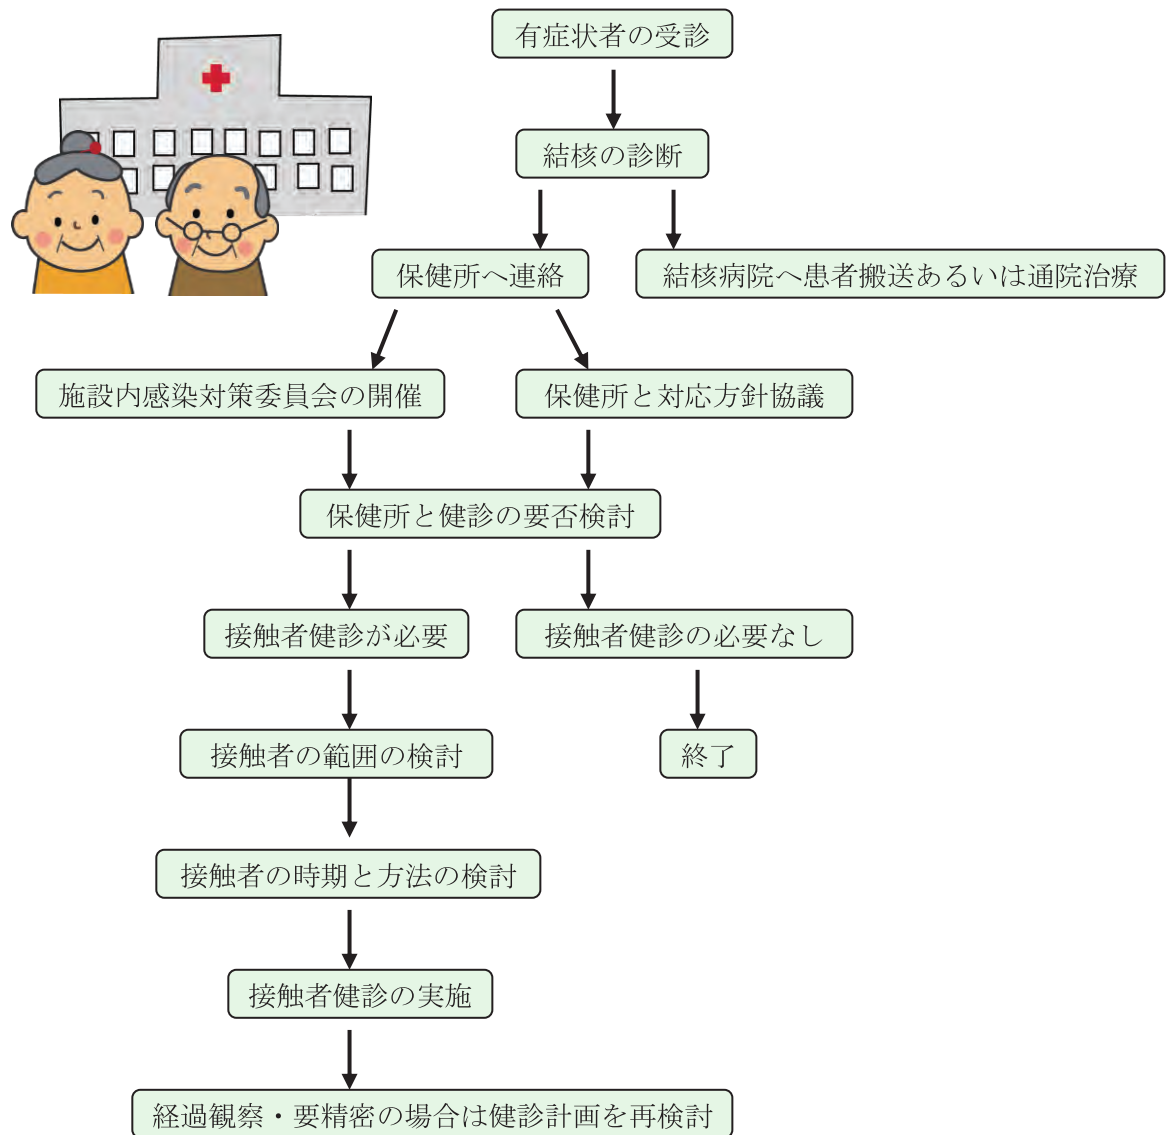 有症状者の受診
結核の診断
保健所へ連絡
結核病院へ患者搬送あるいは通院治療
施設内感染対策委員会の開催
保健所と対応方針協議
保健所と健診の要否検討
接触者健診が必要
接触者健診の必要なし
接触者の範囲の検討
終了
接触者の時期と方法の検討
接触者健診の実施
経過観察・要精密の場合は健診計画を再検討